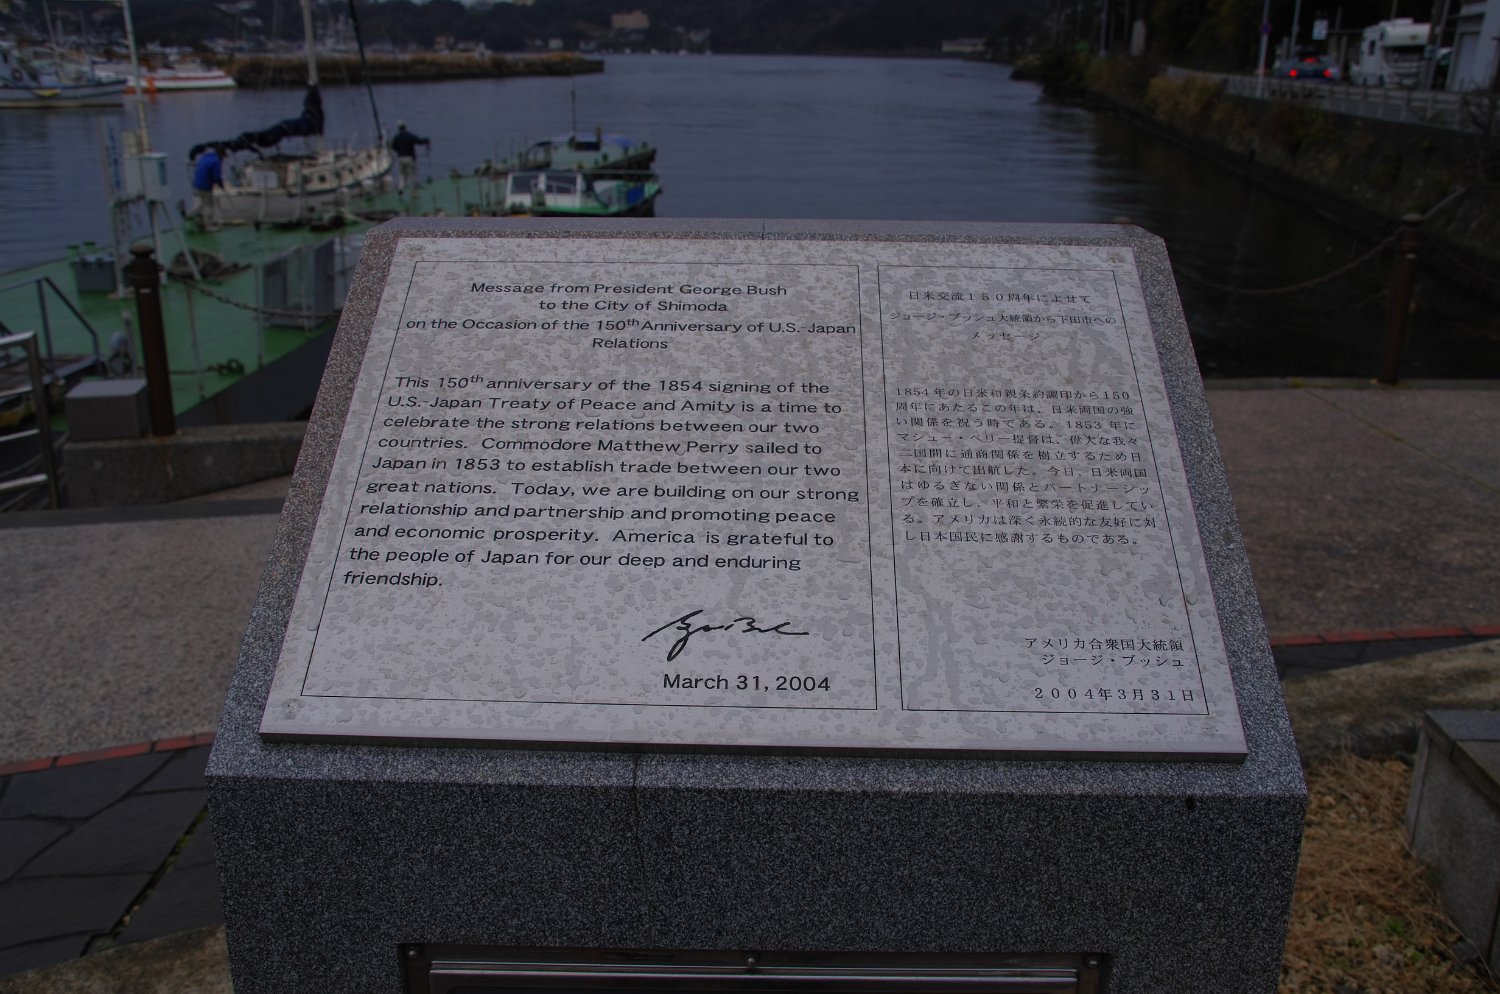 Message from President George Bush
to the City of Shimoda
on the Occasion of the 150th Anniversary of U.S. Japan
Relations
This 150th anniversary of the 1854 signing of the
U.S.-Japan Treaty of Peace and Amity is a time to
celebrate the strong relations between our two
countries. Commodore Matthew Perry sailed to
Japan in 1853 to establish trade between our two
great nations. Today, we are building on our strong
relationship and partnership and promoting peace
and economic prosperity. America is grateful to
the people of Japan for our deep and enduring
friendship.
March 31, 2004
日米交流150周年によせて
ジョージ・ブッシュ大統領から下田市への
メッセージ
1854年の日米和親条約調印から150
周年にあたるこの年は、日米両国の強
い関係を祝う時である。1853年に
マシュー・ペリー提督は、偉大な我々
二国間に通商関係を樹立するため日
本に向けて出航した。今日、日米両国
はゆるぎない関係とパートナーシッ
プを確立し、平和と繁栄を促進してい
る。アメリカは深く永続的な友好に対
し日本国民に感謝するものである。
アメリカ合衆国大統領
ジョージ・ブッシュ
2004年3月31日